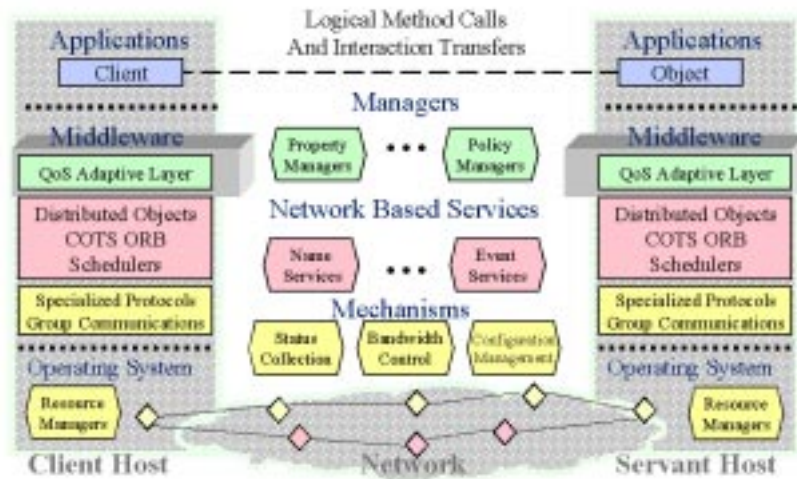 Logical Method Calls
And Interaction Transfers
Applications
Client
Middleware
QoS Adaptive Layer
Distributed Objects
COTS ORB
Schedulers
Specialized Protocols
Group Communications
Operating System
Resource
Managers
Client Host
Managers
Property
Managers
•••
Policy
Managers
Network Based Services
Name
Services
•••
Event
Services
Mechanisms
Status
Collection
Bandwidth
Control
Configuration
Management
Network
Applications
Object
Middleware
QoS Adaptive Layer
Distributed Objects
COTS ORB
Schedulers
Specialized Protocols
Group Communications
Operating System
Resource
Managers
Servant Host